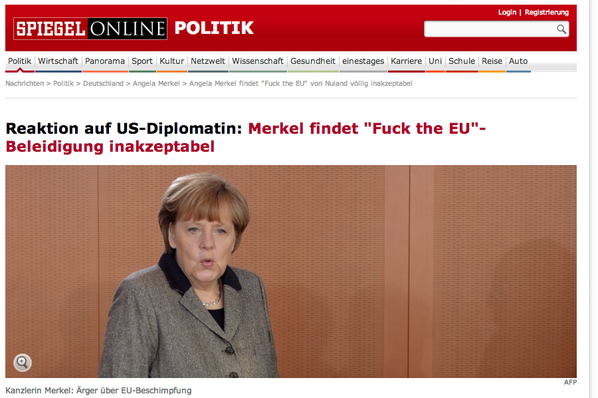 Login | Registrierung
SPIEGEL ONLINE POLITIK
Politik Wirtschaft Panorama Sport Kultur Netzwelt Wissenschaft Gesundheit einestages Karriere Uni Schule Reise Auto
Nachrichten > Politik > Deutschland > Angela Merkel > Angela Merkel findet "Fuck the EU" von Nuland völlig inakzeptabel
Reaktion auf US-Diplomatin: Merkel findet "Fuck the EU"-
Beleidigung inakzeptabel
AFP
Kanzlerin Merkel: Ärger über EU-Beschimpfung